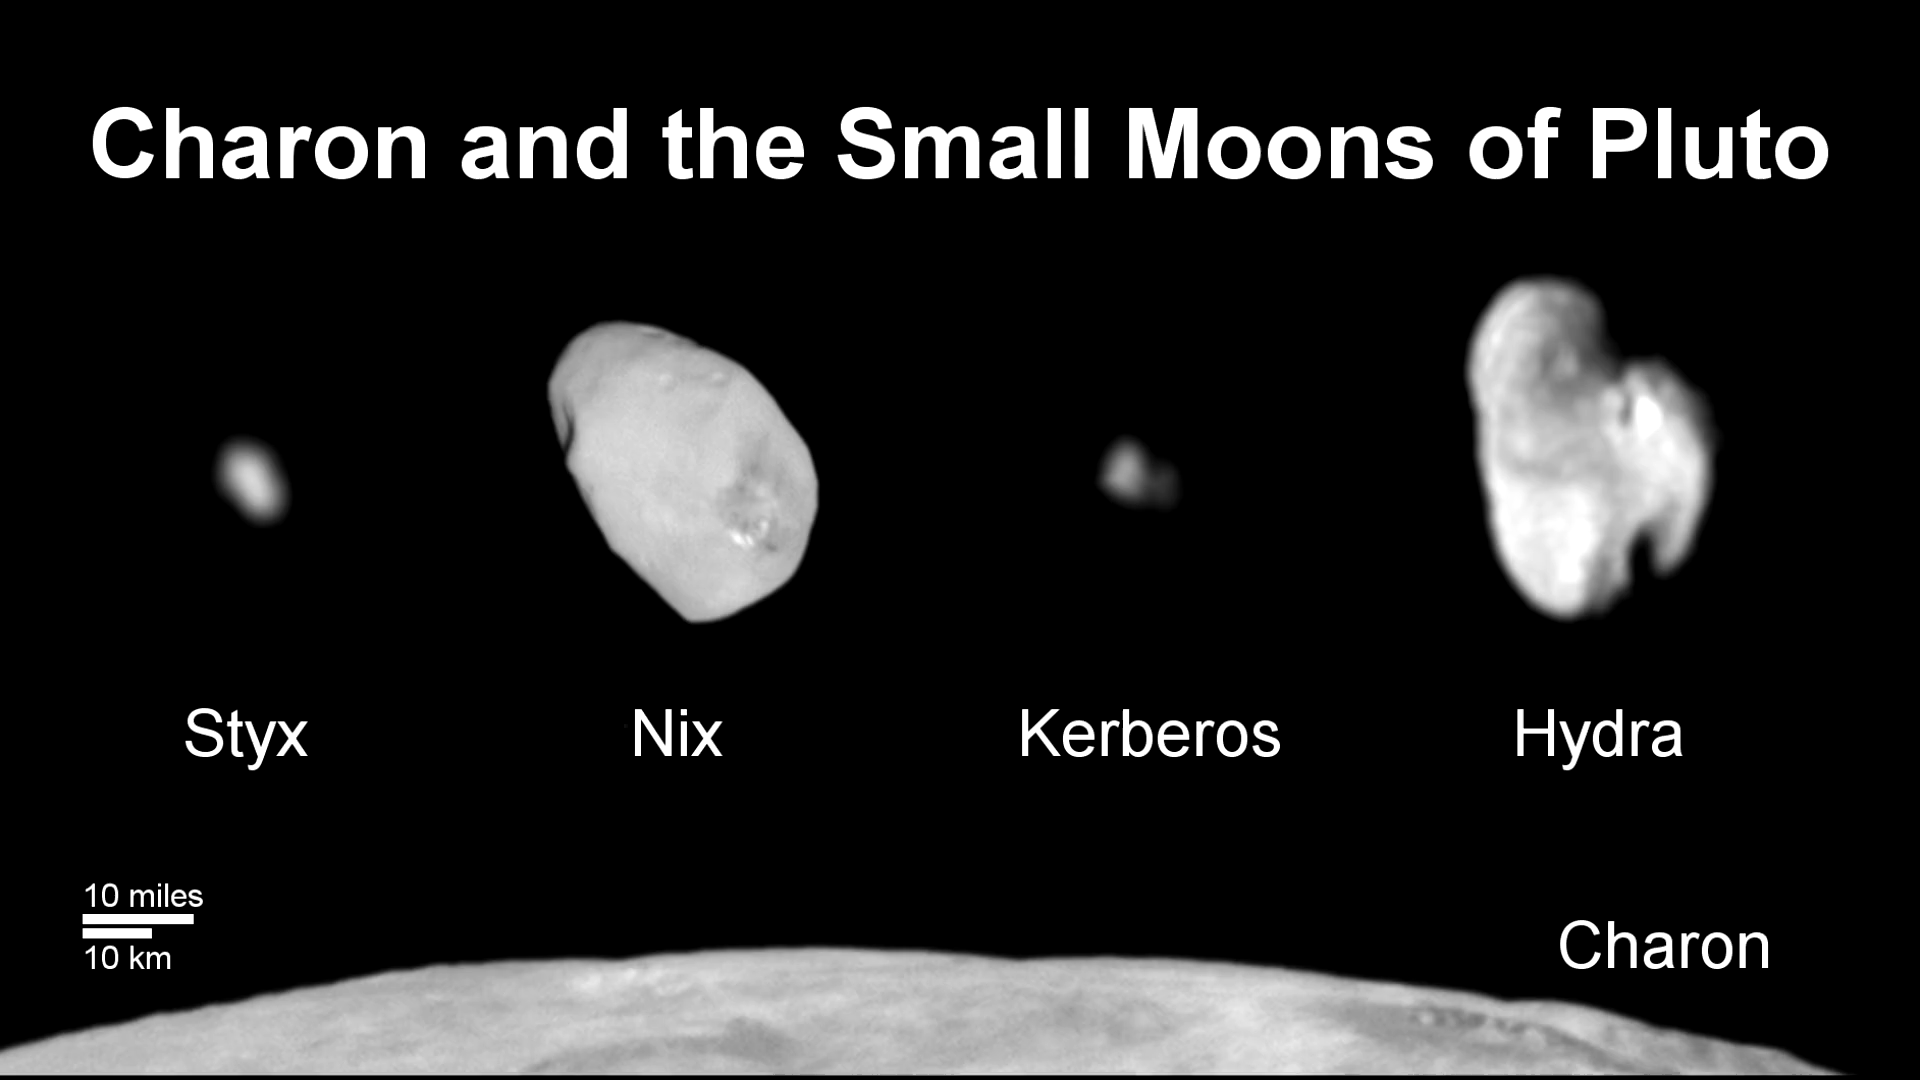 Charon and the Small Moons of Pluto
Styx
Nix
Kerberos
Hydra
10 miles
10 km
Charon